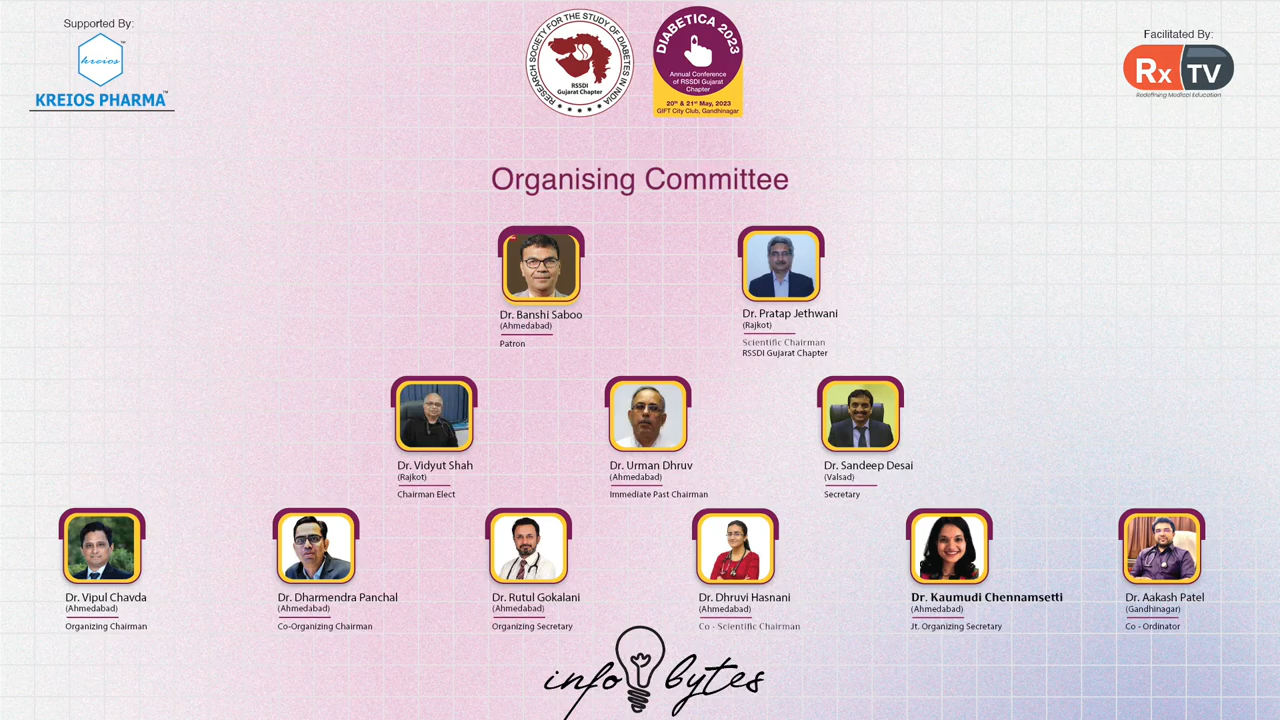 Supported By:
kreios
TM
KREIOS PHARMA™
RESEARCH SOCIETY FOR THE STUDY OF DIABETES IN INDIA
RSSDI
Gujarat Chapter
DIABETICA 2023
Annual Conference
of RSSDI Gujarat
Chapter
20th & 21st May, 2023
GIFT City Club, Gandhinagar
Facilitated By:
Rx TV
Redefining Medical Education
Organising Committee
Dr. Banshi Saboo
(Ahmedabad)
Patron
Dr. Pratap Jethwani
(Rajkot)
Scientific Chairman
RSSDI Gujarat Chapter
Dr. Vidyut Shah
(Rajkot)
Chairman Elect
Dr. Urman Dhruv
(Ahmedabad)
Immediate Past Chairman
Dr. Sandeep Desai
(Valsad)
Secretary
Dr. Vipul Chavda
(Ahmedabad)
Organizing Chairman
Dr. Dharmendra Panchal
(Ahmedabad)
Co-Organizing Chairman
Dr. Rutul Gokalani
(Ahmedabad)
Organizing Secretary
Dr. Dhruvi Hasnani
(Ahmedabad)
Co - Scientific Chairman
Dr. Kaumudi Chennamsetti
(Ahmedabad)
Jt. Organizing Secretary
Dr. Aakash Patel
(Gandhinagar)
Co - Ordinator
info bytes